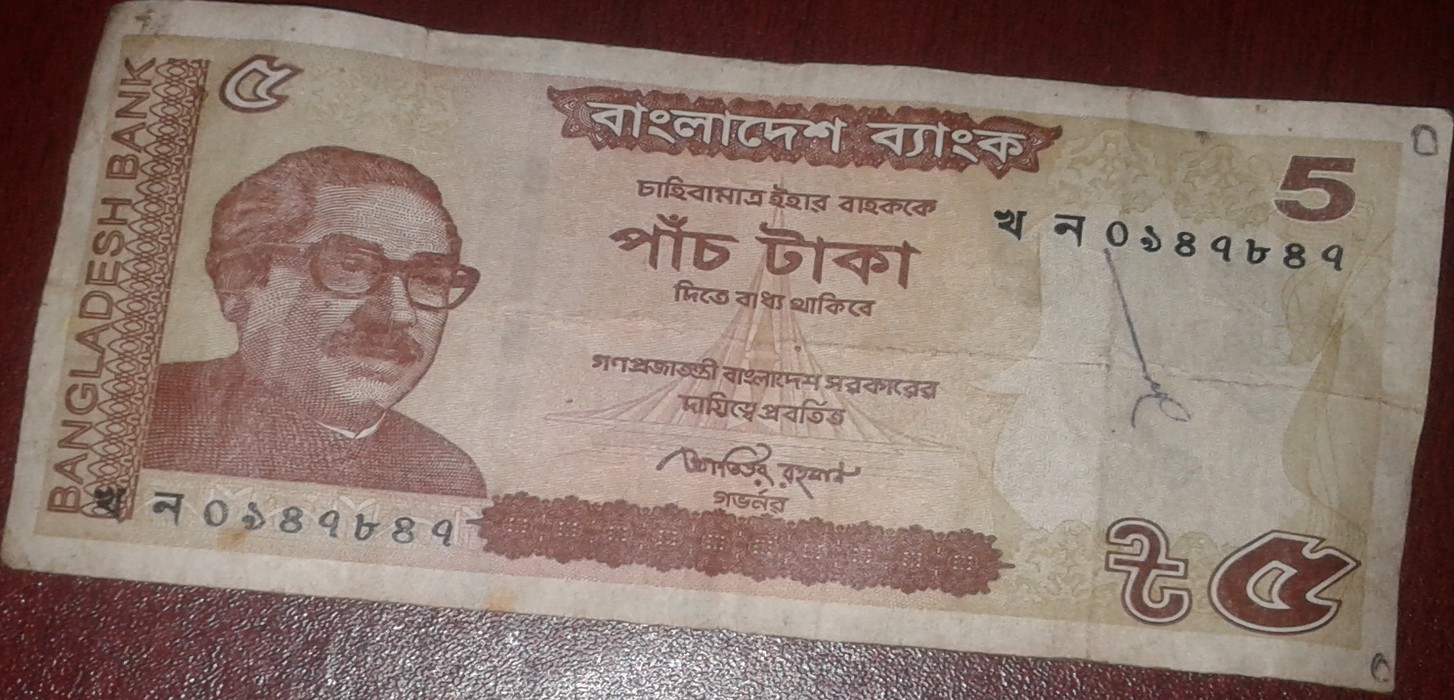 BANGLADESH BANK
৫
বাংলাদেশ ব্যাংক
5
চাহিবামাত্র ইহার বাহককে
পাঁচ টাকা
দিতে বাধ্য থাকিবে
খ ন ০১৪৭৮৪৭
গণপ্রজাতন্ত্রী বাংলাদেশ সরকারের
দায়িত্বে প্রবর্তিত
আতিউর রহমান
গভর্নর
খ ন ০১৪৭৮৪৭
৳ ৫